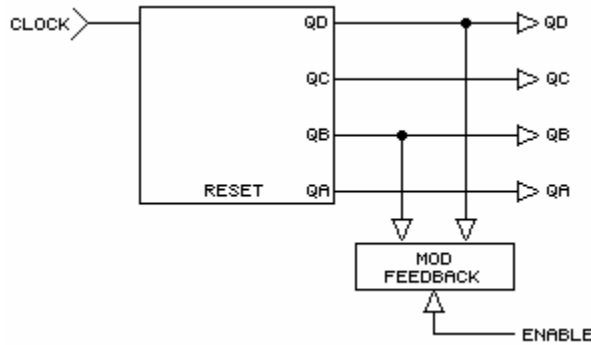 CLOCK
QD
QD
QC
QC
QB
QB
RESET
QA
QA
MOD
FEEDBACK
ENABLE